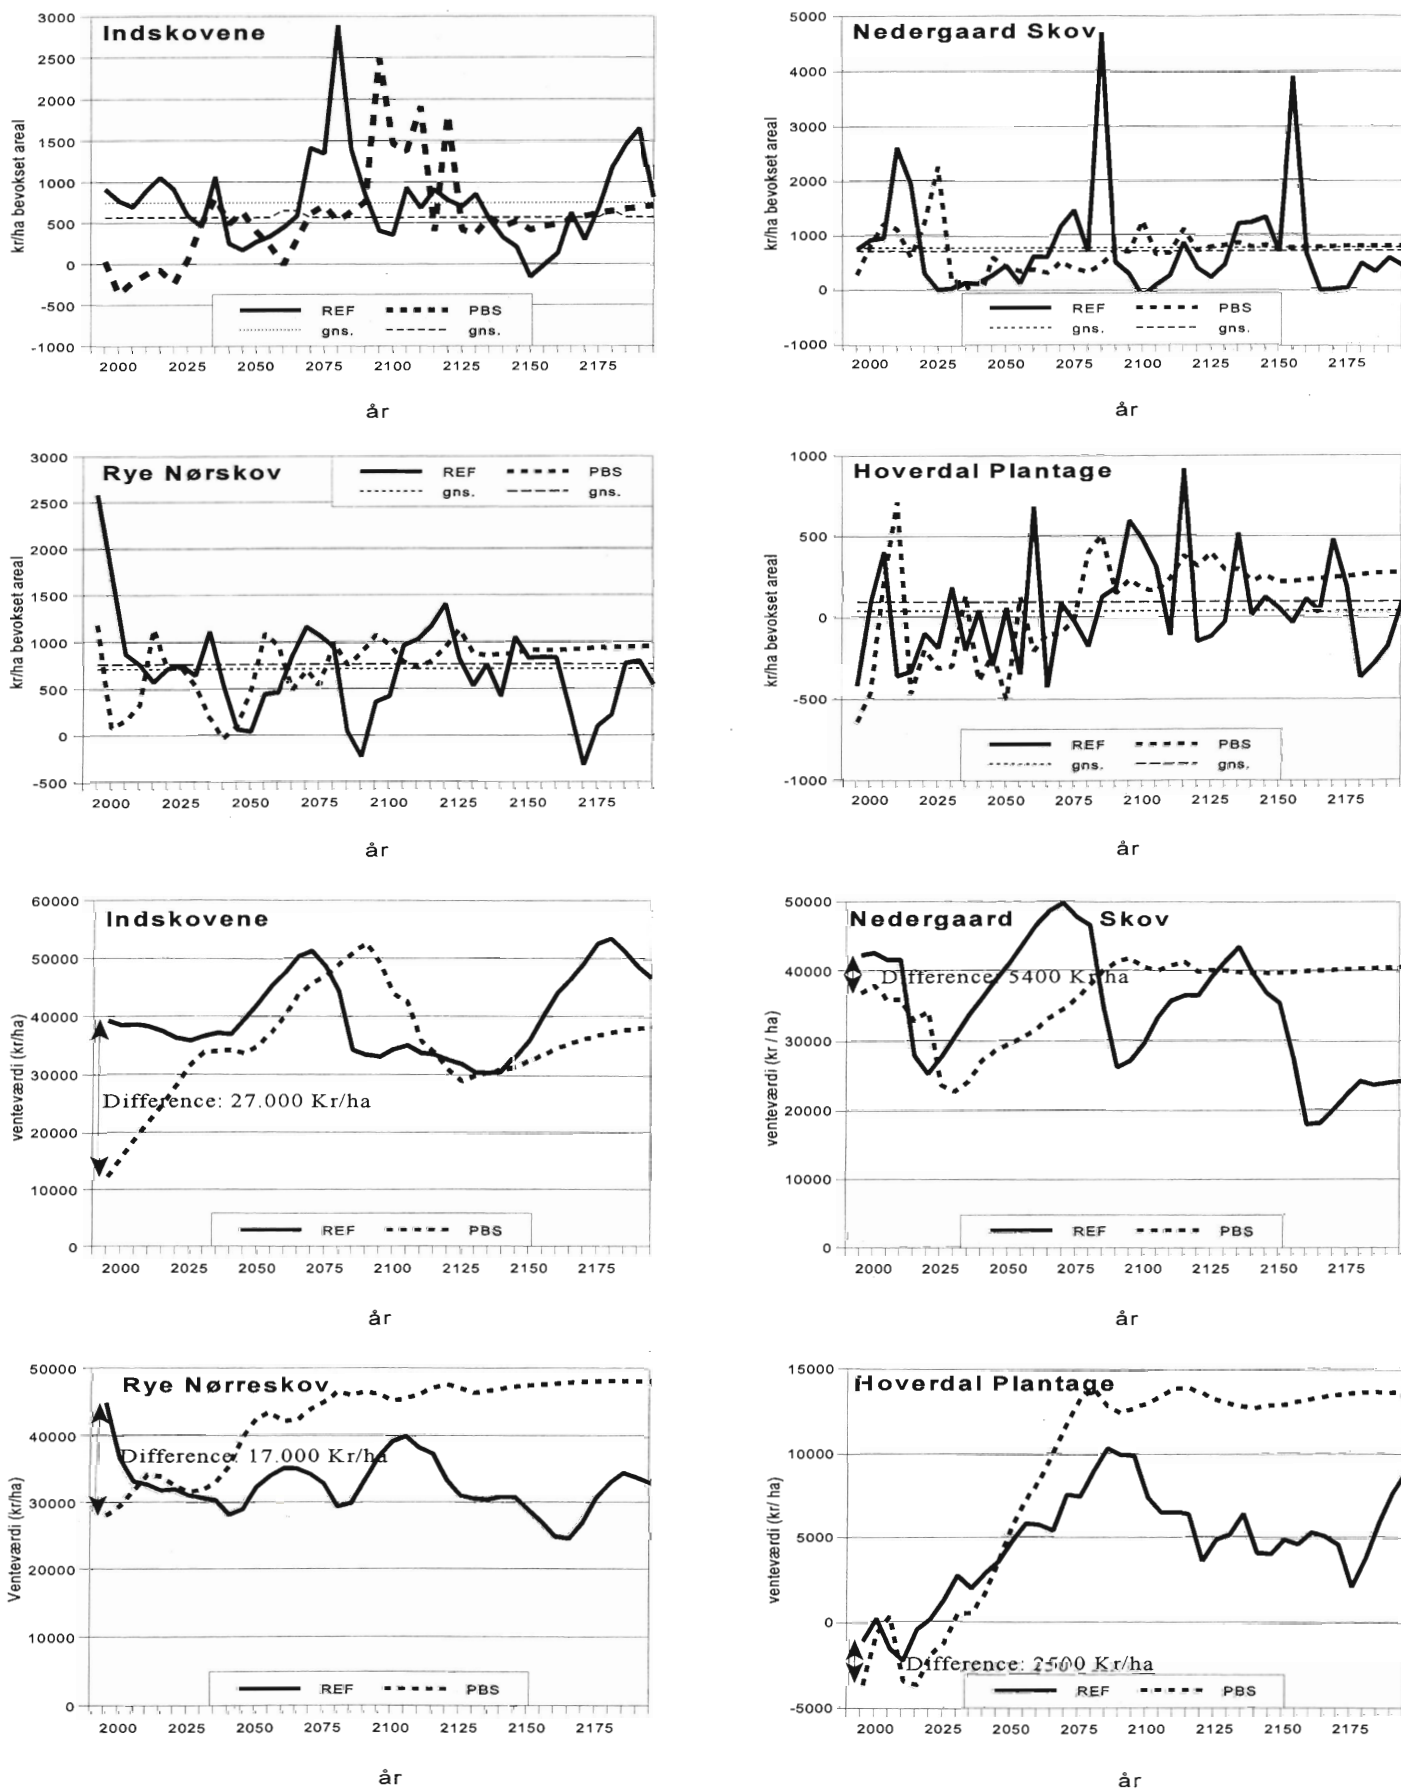 Indskovene
kr/ha bevokset areal
3000
2500
2000
1500
1000
500
0
-500
-1000
REF PBS
gns. gns.
2000 2025 2050 2075 2100 2125 2150 2175
år
Nedergaard Skov
kr/ha bevokset areal
5000
4000
3000
2000
1000
0
-1000
REF PBS
gns. gns.
2000 2025 2050 2075 2100 2125 2150 2175
år
Rye Nørskov
kr/ha bevokset areal
3000
2500
2000
1500
1000
500
0
-500
REF PBS
gns. gns.
2000 2025 2050 2075 2100 2125 2150 2175
år
Hoverdal Plantage
kr/ha bevokset areal
1000
500
0
-500
-1000
REF PBS
gns. gns.
2000 2025 2050 2075 2100 2125 2150 2175
år
Indskovene
venteværdi (kr/ha)
60000
50000
40000
30000
20000
10000
0
Difference: 27.000 Kr/ha
REF PBS
2000 2025 2050 2075 2100 2125 2150 2175
år
Nedergaard Skov
venteværdi (kr / ha)
50000
40000
30000
20000
10000
0
Difference: 5400 Kr/ha
REF PBS
2000 2025 2050 2075 2100 2125 2150 2175
år
Rye Nørreskov
Venteværdi (kr/ha)
50000
40000
30000
20000
10000
0
Difference: 17.000 Kr/ha
REF PBS
2000 2025 2050 2075 2100 2125 2150 2175
år
Hoverdal Plantage
venteværdi (kr/ ha)
15000
10000
5000
0
-5000
Difference: 2500 Kr/ha
REF PBS
2000 2025 2050 2075 2100 2125 2150 2175
år